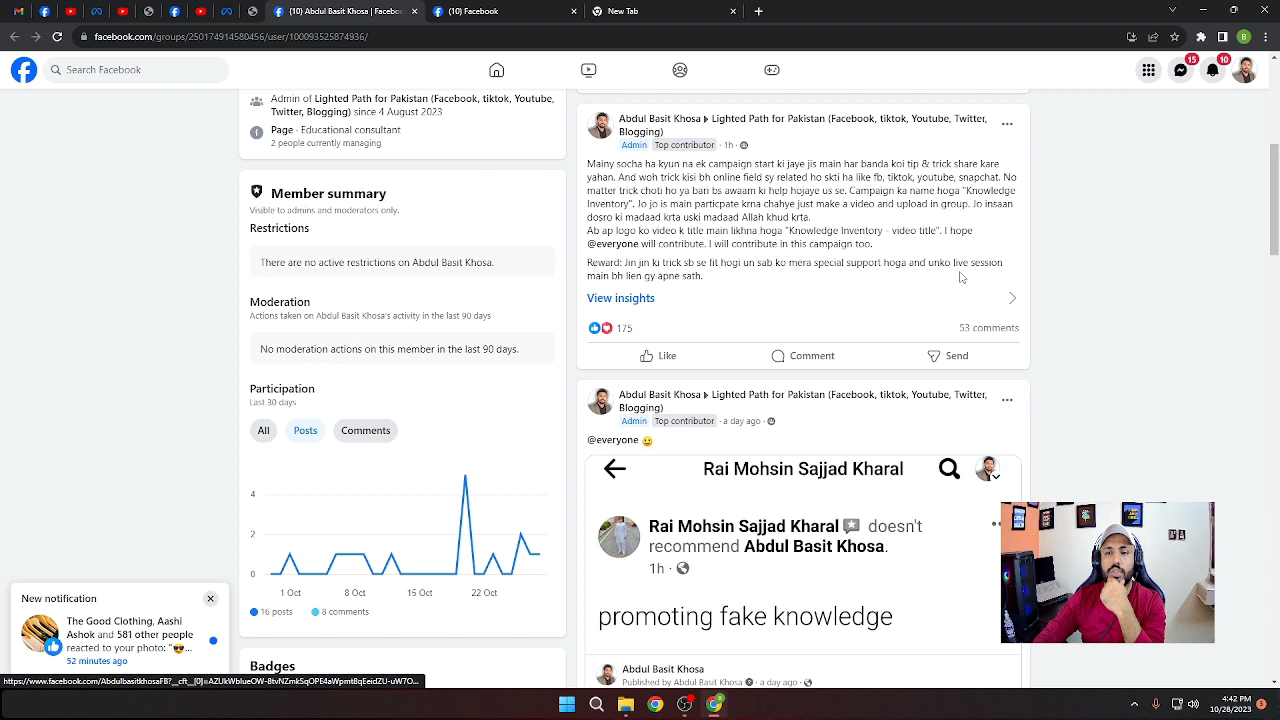 (10) Abdul Basit Khosa | Facebook
(10) Facebook
New Tab
facebook.com/groups/250174914580456/user/100093525874936/
B
Search Facebook
15
10
Admin of Lighted Path for Pakistan (Facebook, tiktok, Youtube,
Twitter, Blogging) since 4 August 2023
Page · Educational consultant
2 people currently managing
Member summary
Visible to admins and moderators only.
Restrictions
There are no active restrictions on Abdul Basit Khosa.
Moderation
Actions taken on Abdul Basit Khosa's activity in the last 90 days
No moderation actions on this member in the last 90 days.
Participation
Last 30 days
All
Posts
Comments
4
2
0
1 Oct
8 Oct
15 Oct
22 Oct
16 posts
8 comments
Badges
Abdul Basit Khosa ▸ Lighted Path for Pakistan (Facebook, tiktok, Youtube, Twitter,
Blogging)
Admin
Top contributor
· 1h ·
Mainy socha ha kyun na ek campaign start ki jaye jis main har banda koi tip & trick share kare
yahan. And woh trick kisi bh online field sy related ho skti ha like fb, tiktok, youtube, snapchat. No
matter trick choti ho ya bari bs awaam ki help hojaye us se. Campaign ka name hoga "Knowledge
Inventory". Jo jo is main participate krna chahye just make a video and upload in group. Jo insaan
dosro ki madaad krta uski madaad Allah khud krta.
Ab ap logo ko video k title main likhna hoga "Knowledge Inventory - video title". I hope
@everyone will contribute. I will contribute in this campaign too.
Reward: Jin jin ki trick sb se fit hogi un sab ko mera special support hoga and unko live session
main bh lien gy apne sath.
View insights
175
53 comments
Like
Comment
Send
Abdul Basit Khosa ▸ Lighted Path for Pakistan (Facebook, tiktok, Youtube, Twitter,
Blogging)
Admin
Top contributor
· a day ago ·
@everyone 😃
Rai Mohsin Sajjad Kharal
Rai Mohsin Sajjad Kharal doesn't
recommend Abdul Basit Khosa.
1h ·
promoting fake knowledge
Abdul Basit Khosa
Published by Abdul Basit Khosa · a day ago ·
New notification
The Good Clothing, Aashi
Ashok and 581 other people
reacted to your photo: "😎...
52 minutes ago
4:42 PM
10/28/2023
3